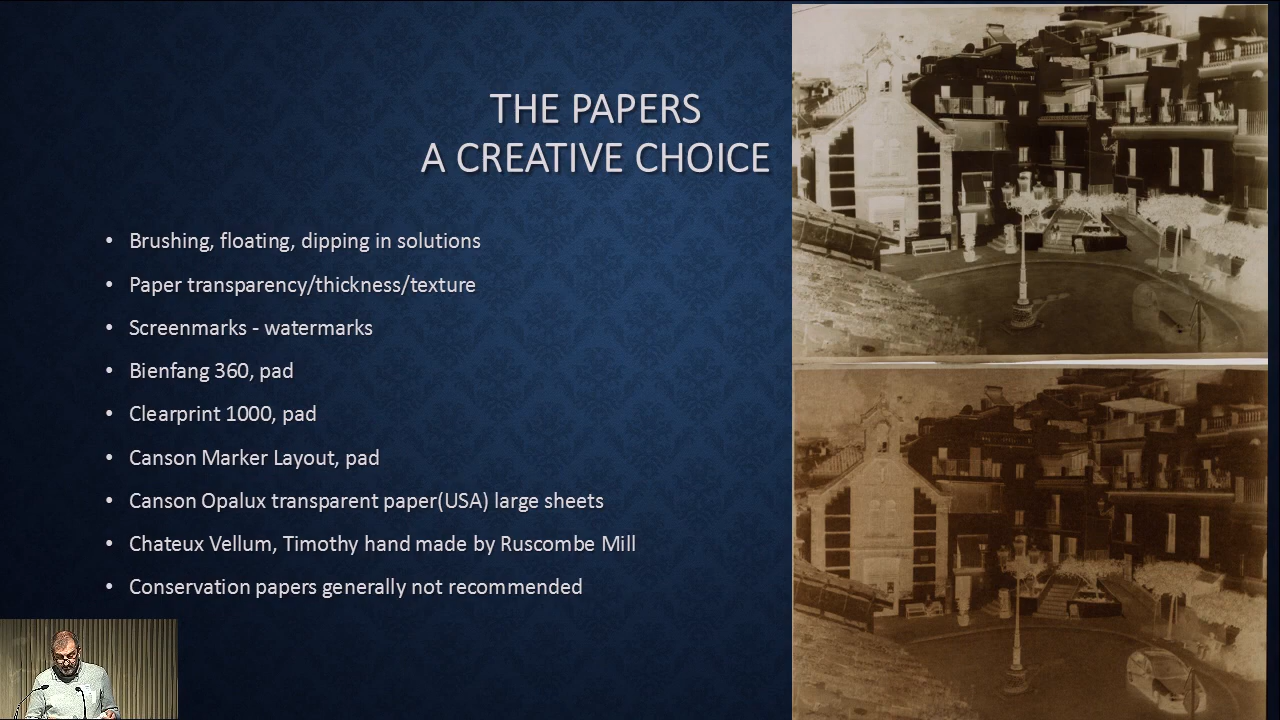 THE PAPERS
A CREATIVE CHOICE
• Brushing, floating, dipping in solutions
• Paper transparency/thickness/texture
• Screenmarks - watermarks
• Bienfang 360, pad
• Clearprint 1000, pad
• Canson Marker Layout, pad
• Canson Opalux transparent paper(USA) large sheets
• Chateux Vellum, Timothy hand made by Ruscombe Mill
• Conservation papers generally not recommended